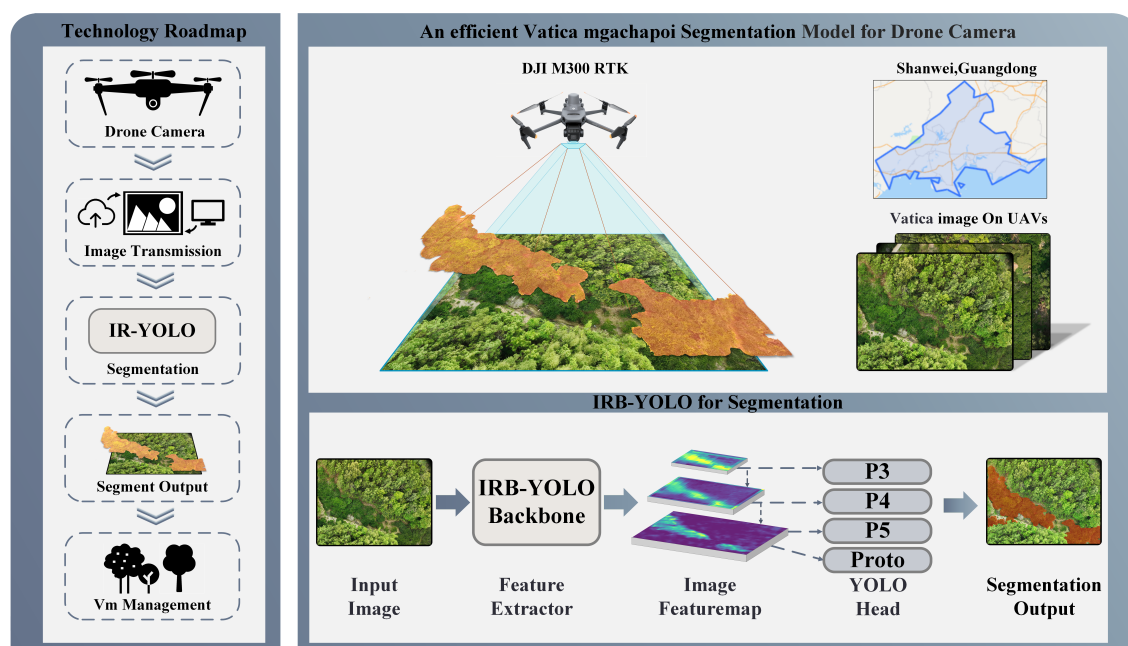 Technology Roadmap
Drone Camera
Image Transmission
IR-YOLO
Segmentation
Segment Output
Vm Management
An efficient Vatica mgachapoi Segmentation Model for Drone Camera
DJI M300 RTK
Shanwei,Guangdong
Vatica image On UAVs
IRB-YOLO for Segmentation
IRB-YOLO
Backbone
P3
P4
P5
Proto
Input
Image
Feature
Extractor
Image
Featuremap
YOLO
Head
Segmentation
Output